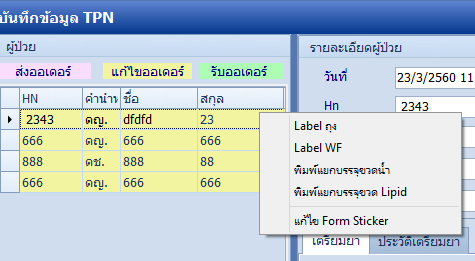 บันทึกข้อมูล TPN
ผู้ป่วย
ส่งออเดอร์ แก้ไขออเดอร์ รับออเดอร์
HN คำนำห ชื่อ สกุล
2343 ดญ. dfdfd 23
666 ดญ. 666 666
888 ดช. 888 88
666 ดญ. 666 666
รายละเอียดผู้ป่วย
วันที่ 23/3/2560 11
Hn 2343
Label ถุง
Label WF
พิมพ์แยกบรรจุขวดน้ำ
พิมพ์แยกบรรจุขวด Lipid
แก้ไข Form Sticker
เตรียมยา ประวัติเตรียมยา